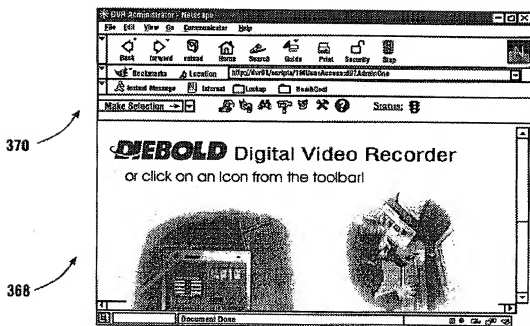 DVR Administrator - Netscape
File Edit View Go Communicator Help
Back forward reload Home Search Guide Print Security Stop
Bookmarks Location
Instant Message Internet Lookup New&Cool
Make Selection → Status:
370
DIEBOLD Digital Video Recorder
or click on an Icon from the toolbar!
368
Document Done